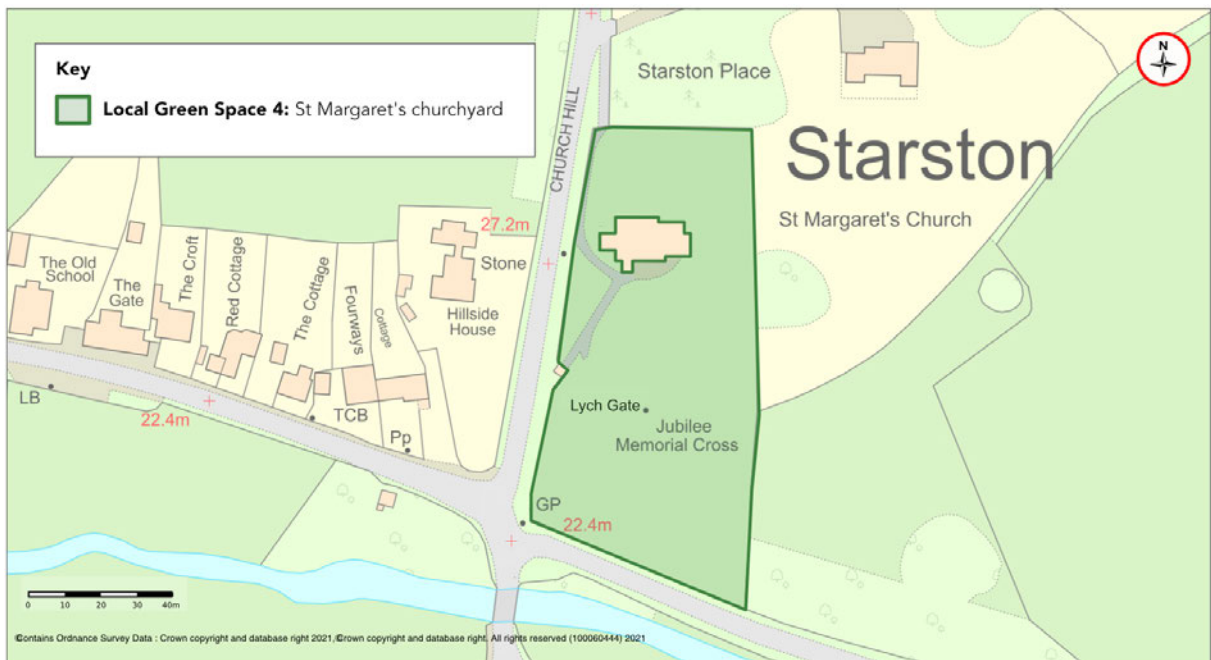 Key
Local Green Space 4: St Margaret's churchyard
N
Starston Place
CHURCH HILL
Starston
St Margaret's Church
27.2m
Stone
Hillside
House
The Old
School
The
Gate
The Croft
Red Cottage
The Cottage
Fourways
Cottage
LB
22.4m
TCB
Pp
Lych Gate
Jubilee
Memorial Cross
GP
22.4m
0 10 20 30 40m
©Contains Ordnance Survey Data : Crown copyright and database right 2021,©rown copyright and database right. All rights reserved (100060444) 2021